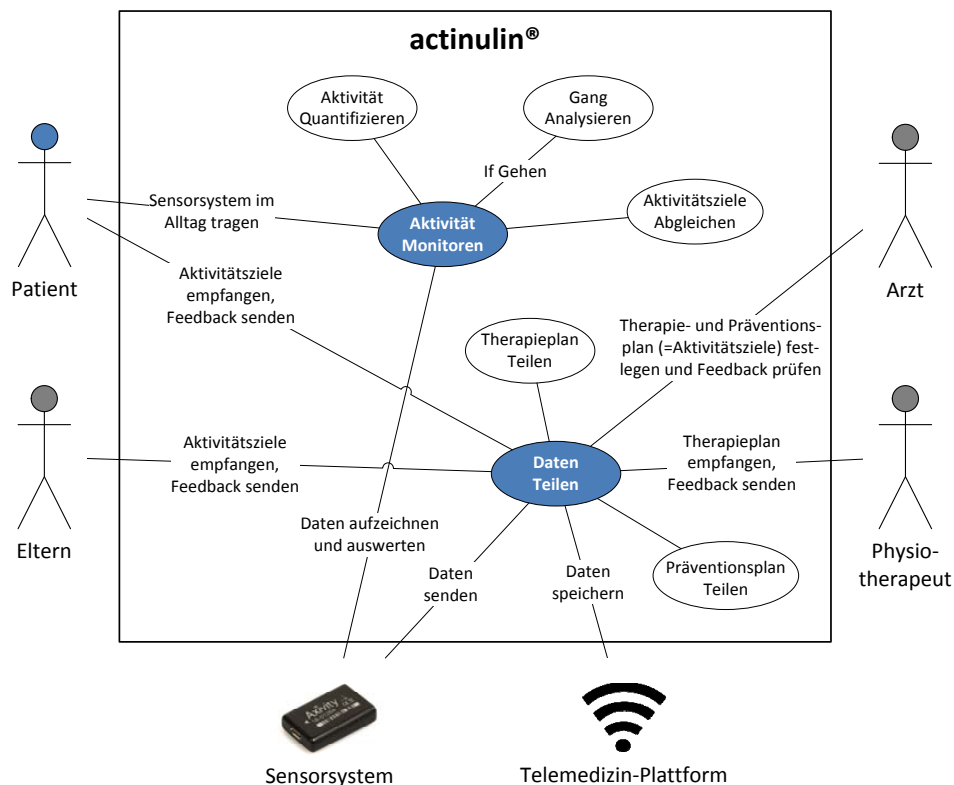 actinulin®
Aktivität
Quantifizieren
Gang
Analysieren
If Gehen
Sensorsystem im
Alltag tragen
Aktivität
Monitoren
Aktivitätsziele
Abgleichen
Patient
Arzt
Aktivitätsziele
empfangen,
Feedback senden
Therapieplan
Teilen
Therapie- und Präventions-
plan (=Aktivitätsziele) fest-
legen und Feedback prüfen
Aktivitätsziele
empfangen,
Feedback senden
Daten
Teilen
Therapieplan
empfangen,
Feedback senden
Eltern
Physio-
therapeut
Daten aufzeichnen
und auswerten
Daten
senden
Daten
speichern
Präventionsplan
Teilen
Axivity
Sensorsystem
Telemedizin-Plattform